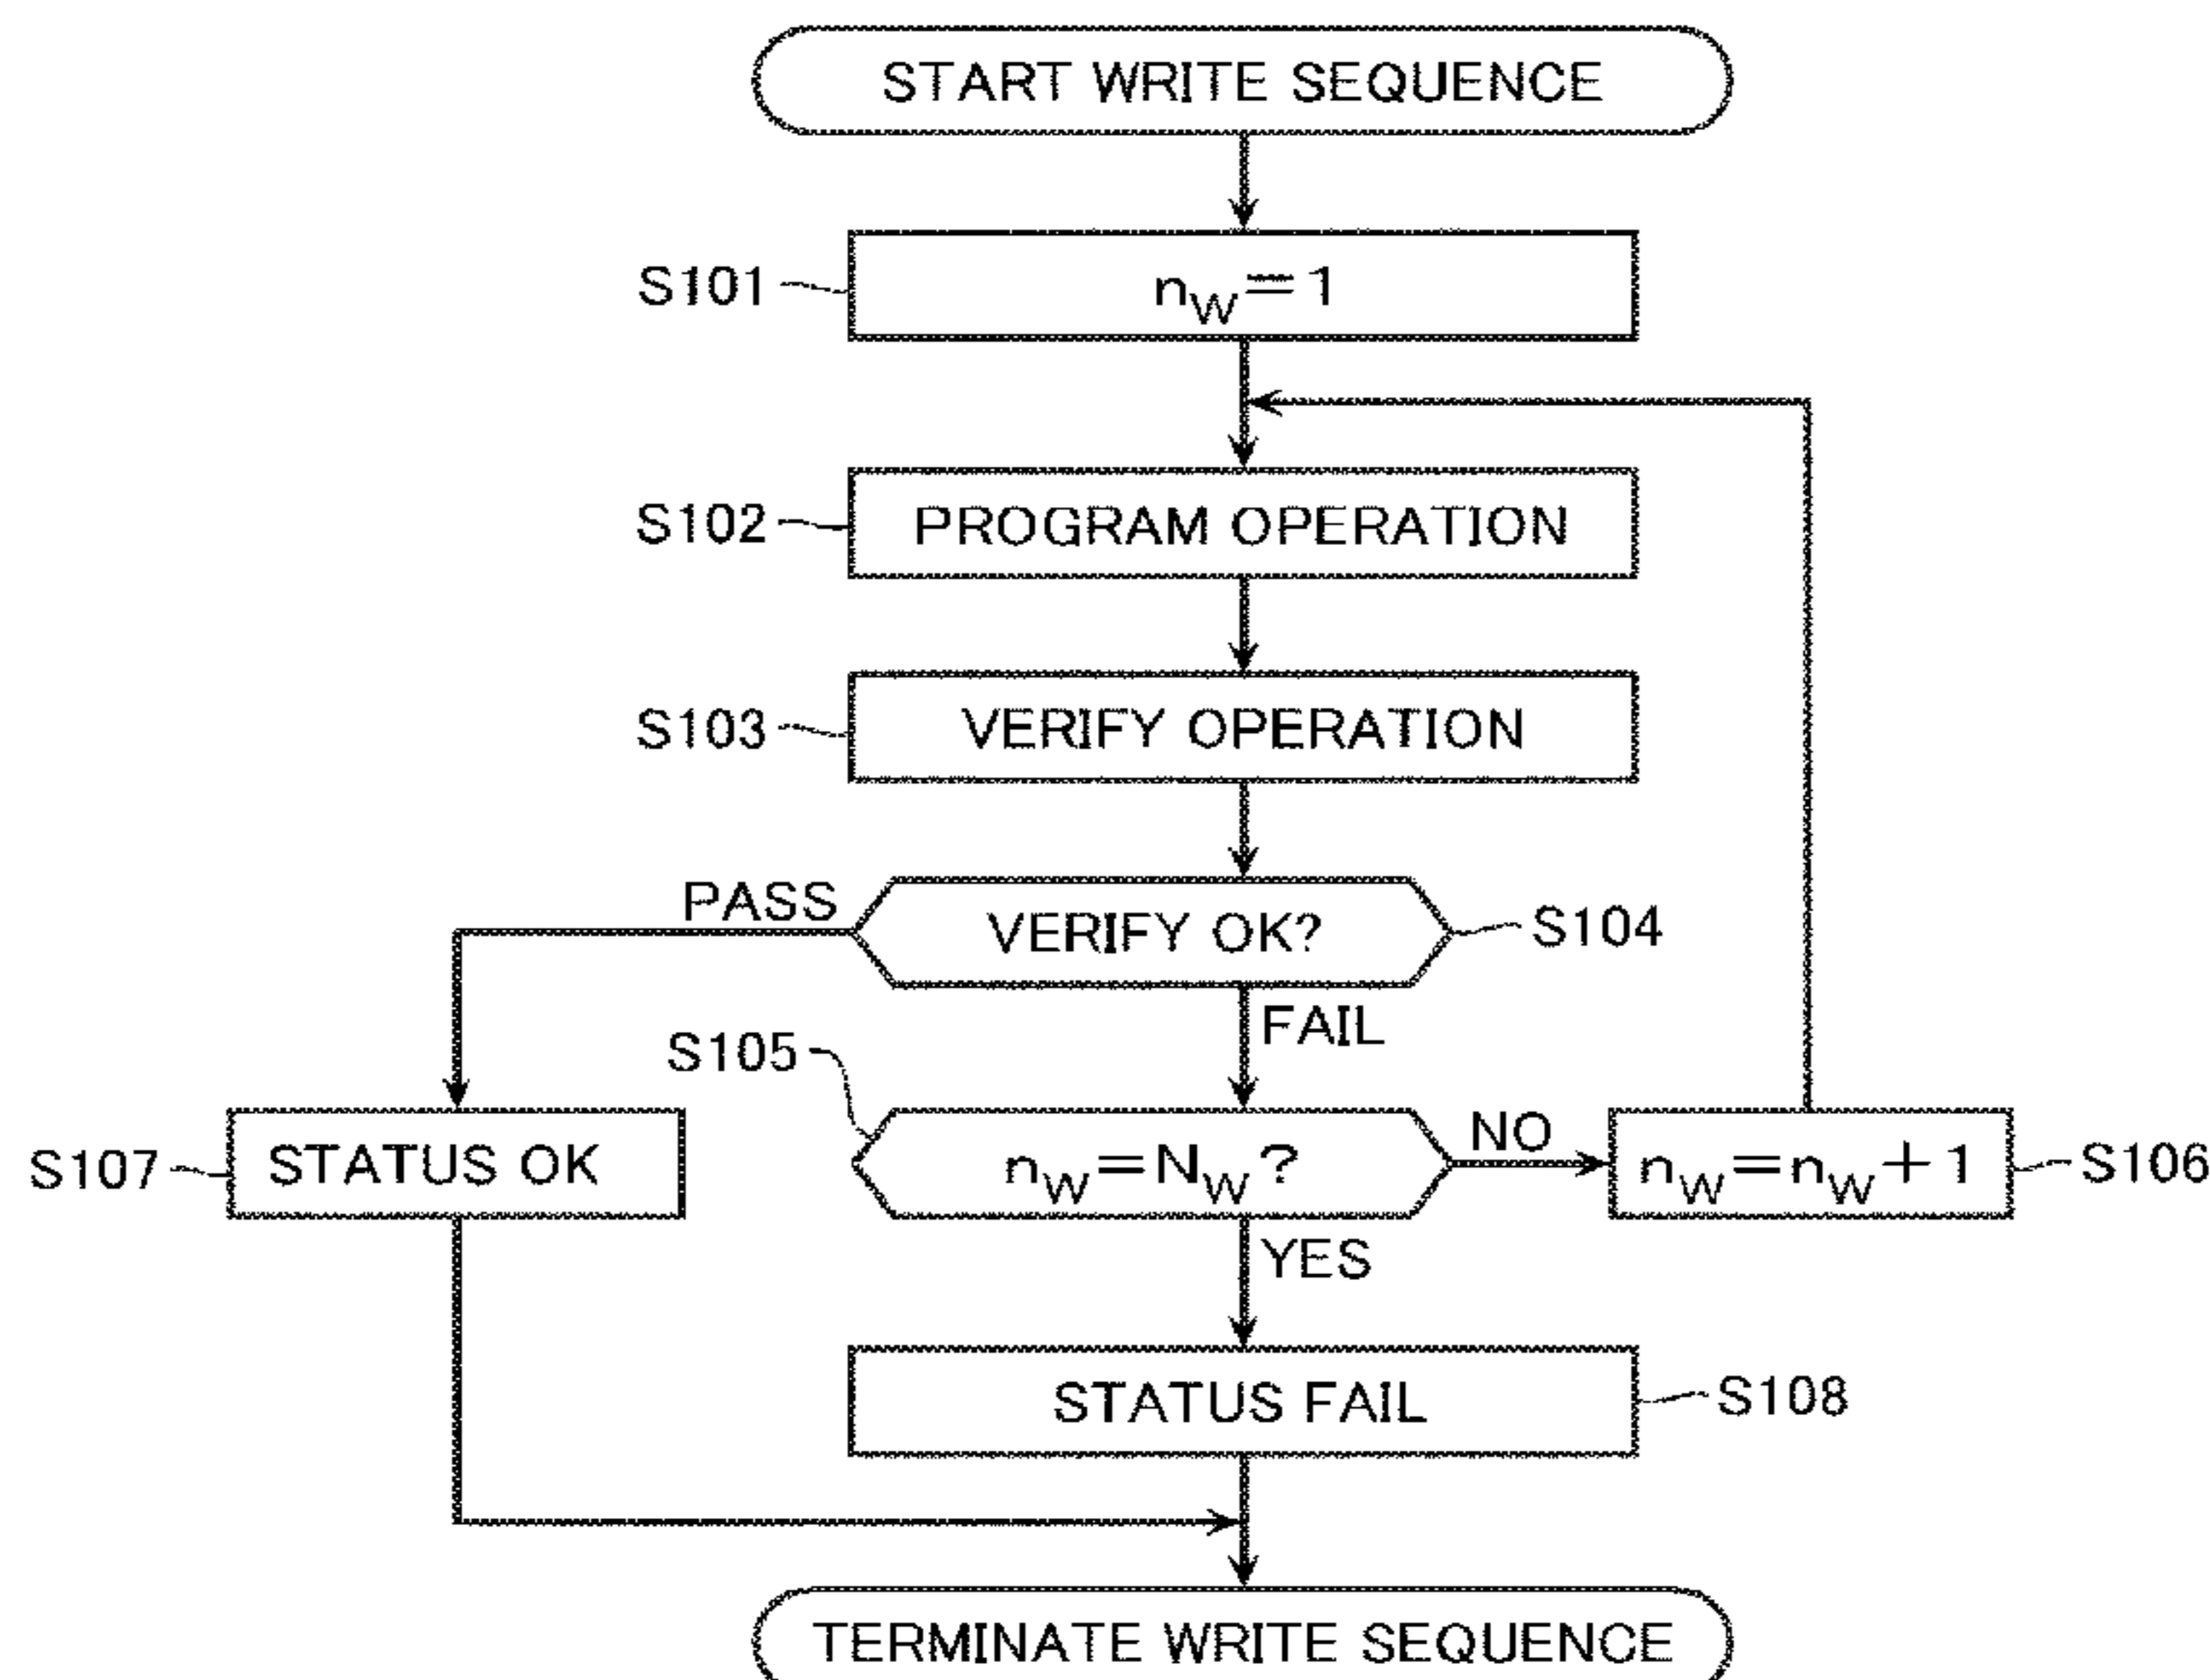 START WRITE SEQUENCE
S101
n_W=1
S102
PROGRAM OPERATION
S103
VERIFY OPERATION
PASS
VERIFY OK?
S104
FAIL
S105
S107
STATUS OK
n_W=N_W?
NO
n_W=n_W+1
S106
YES
STATUS FAIL
S108
TERMINATE WRITE SEQUENCE